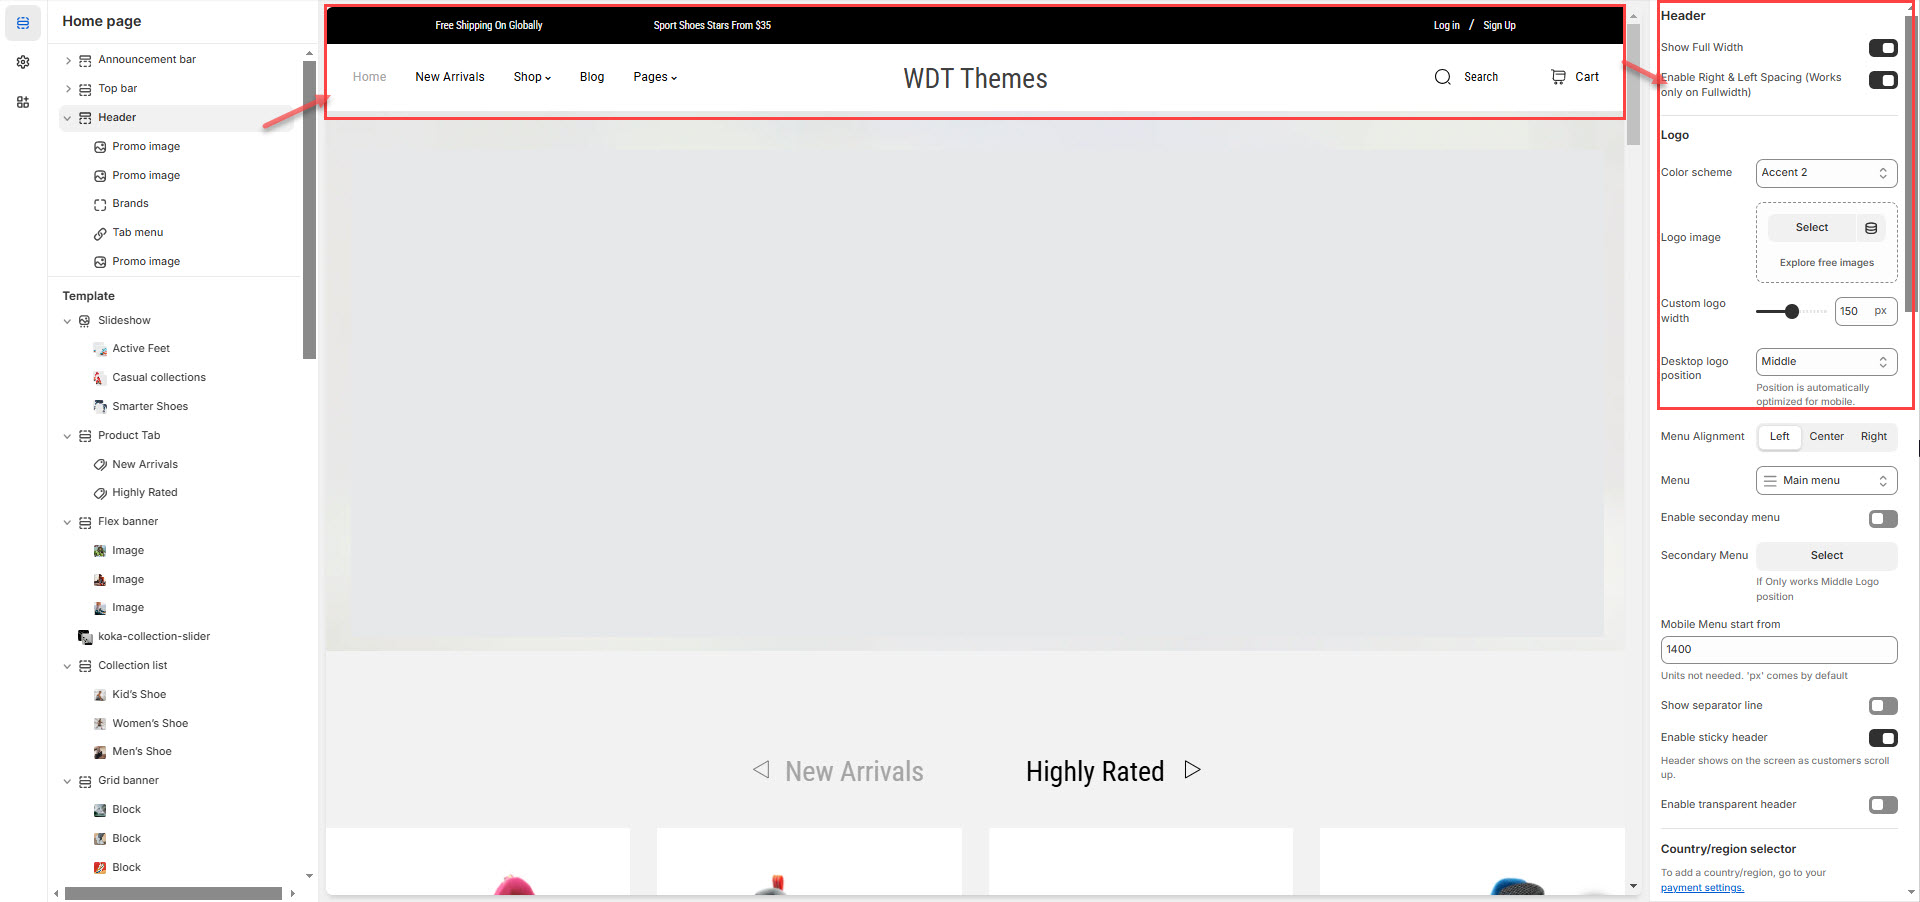 Home page
Announcement bar
Top bar
Header
Promo image
Promo image
Brands
Tab menu
Promo image
Template
Slideshow
Active Feet
Casual collections
Smarter Shoes
Product Tab
New Arrivals
Highly Rated
Flex banner
Image
Image
Image
koka-collection-slider
Collection list
Kid's Shoe
Women's Shoe
Men's Shoe
Grid banner
Block
Block
Block
Free Shipping On Globally
Sport Shoes Stars From $35
Log in / Sign Up
Home
New Arrivals
Shop
Blog
Pages
WDT Themes
Search
Cart
New Arrivals
Highly Rated
Header
Show Full Width
Enable Right & Left Spacing (Works
only on Fullwidth)
Logo
Color scheme
Accent 2
Logo image
Select
Explore free images
Custom logo
width
150 px
Desktop logo
position
Middle
Position is automatically
optimized for mobile.
Menu Alignment
Left Center Right
Menu
Main menu
Enable seconday menu
Secondary Menu
Select
If Only works Middle Logo
position
Mobile Menu start from
1400
Units not needed. 'px' comes by default
Show separator line
Enable sticky header
Header shows on the screen as customers scroll
up.
Enable transparent header
Country/region selector
To add a country/region, go to your
payment settings.